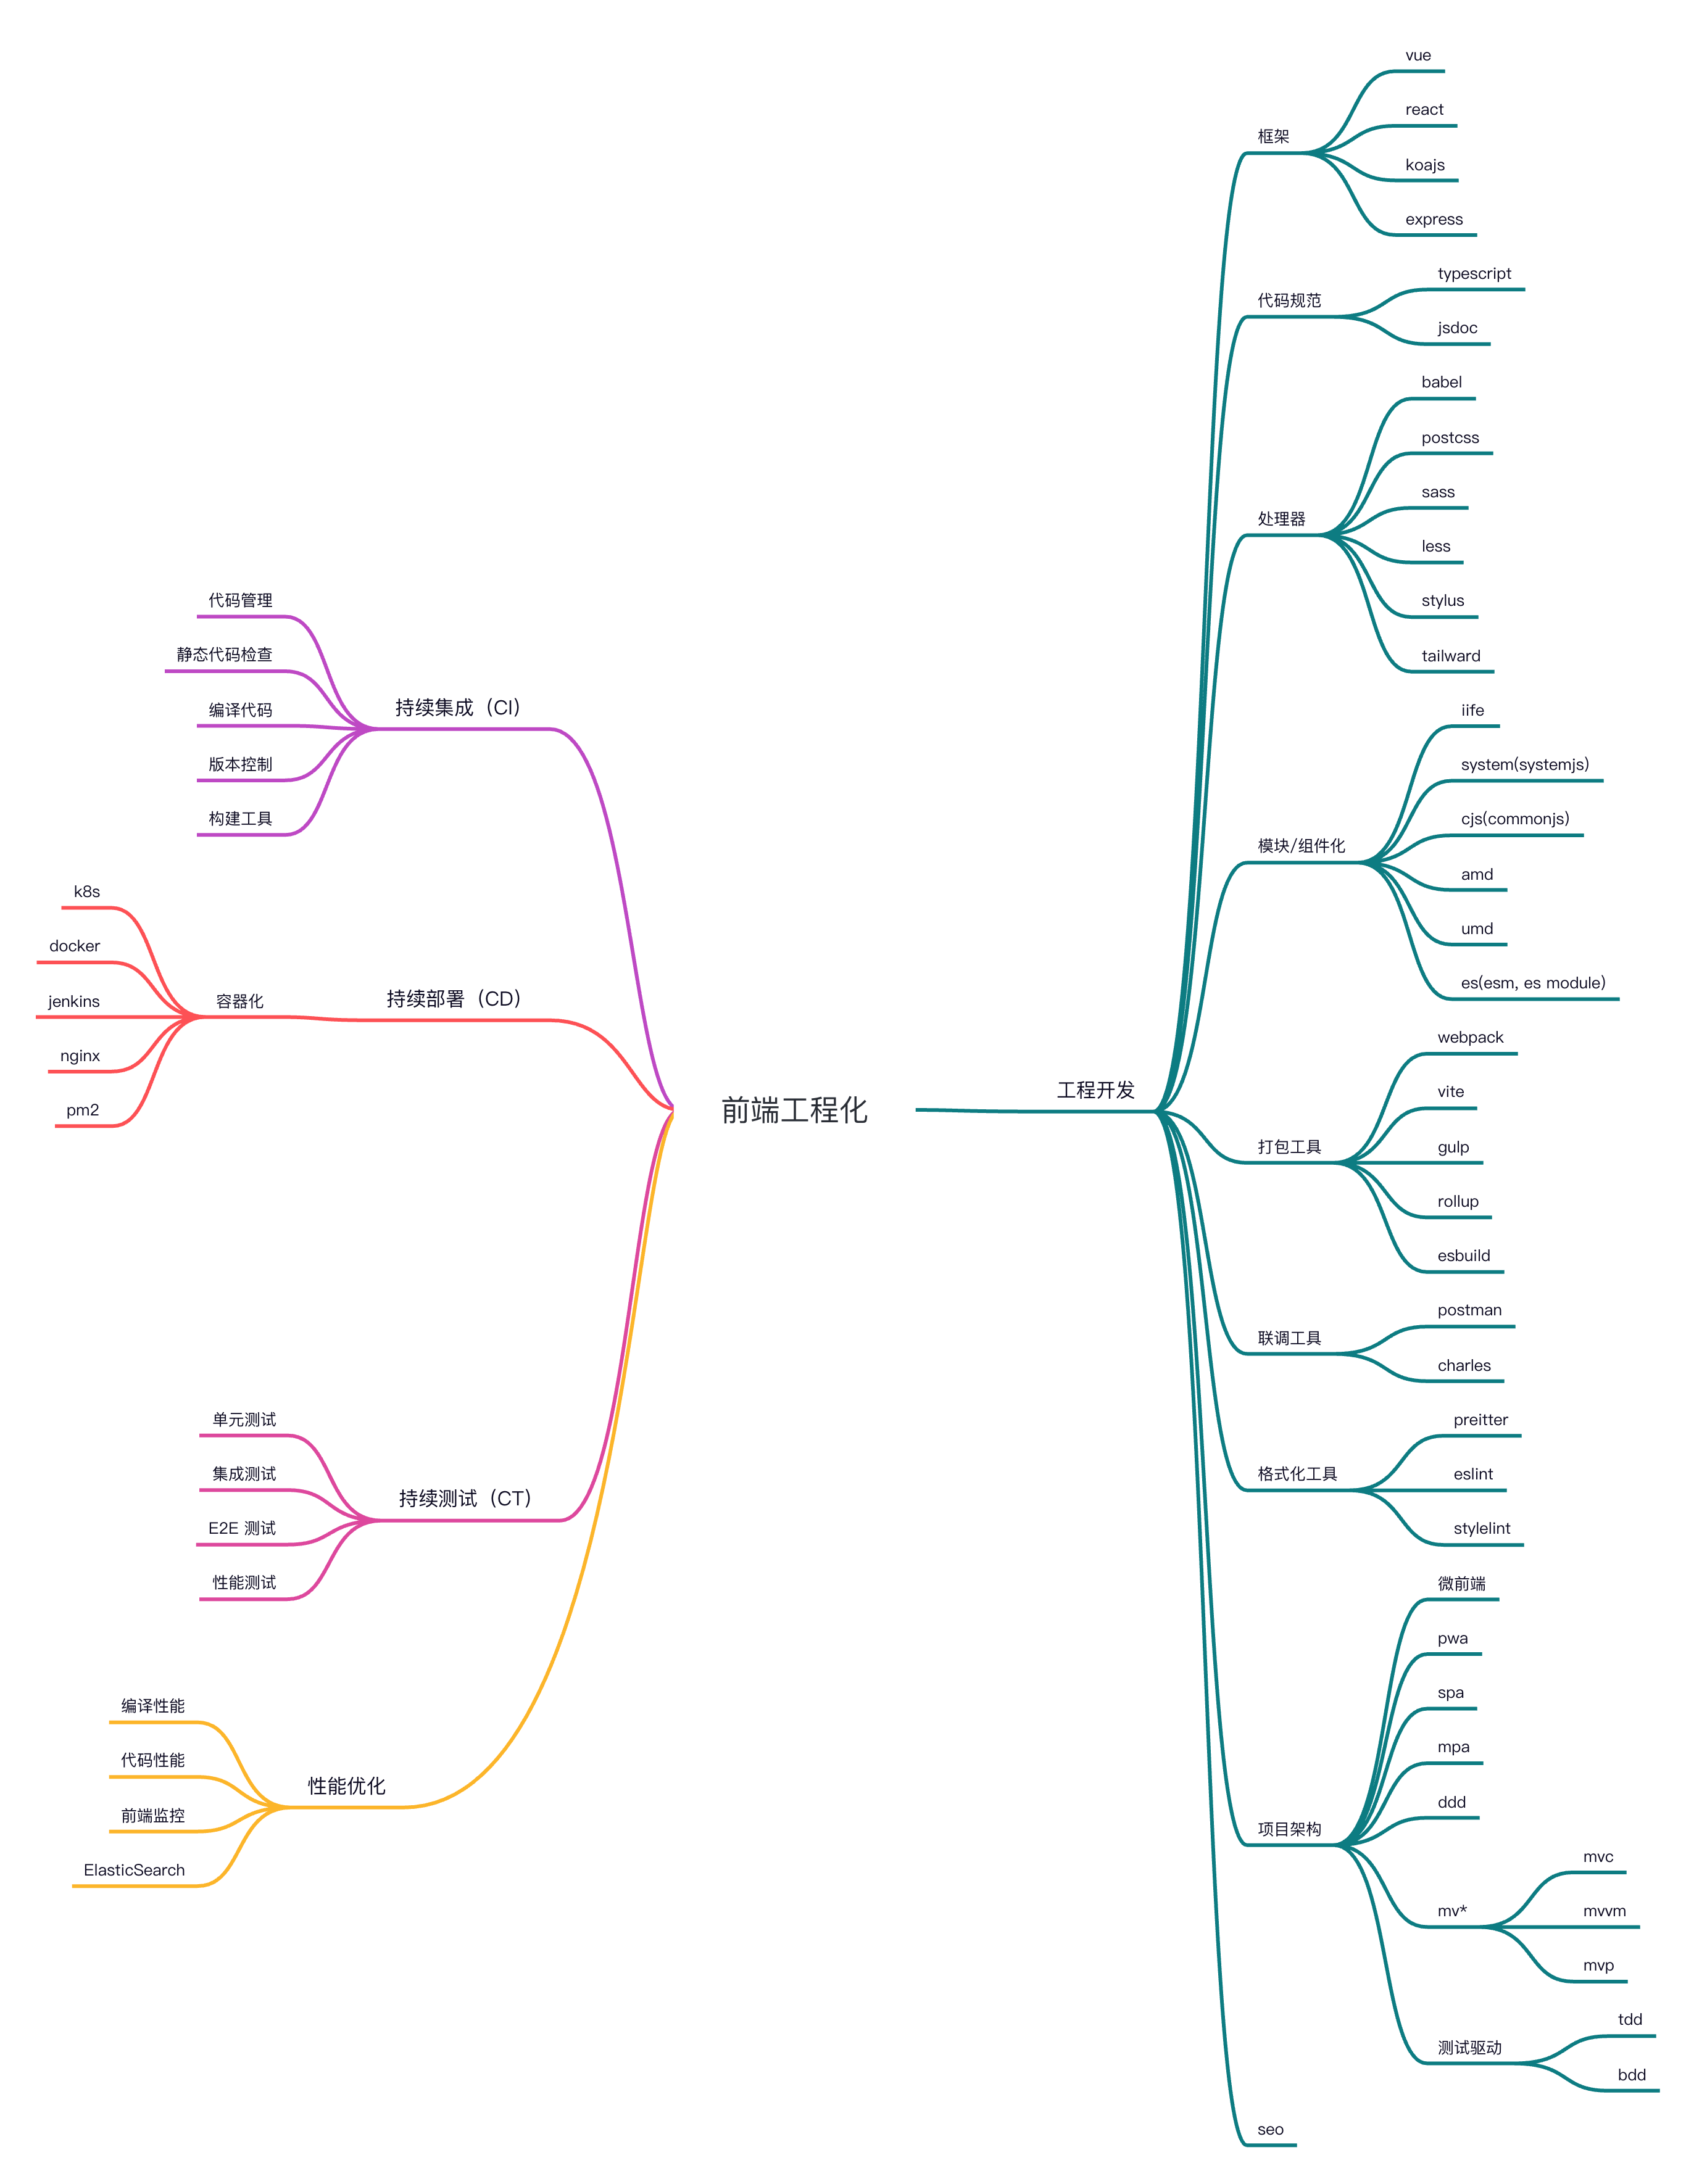 前端工程化
工程开发
框架
vue
react
koajs
express
代码规范
typescript
jsdoc
处理器
babel
postcss
sass
less
stylus
tailward
模块/组件化
iife
system(systemjs)
cjs(commonjs)
amd
umd
es(esm, es module)
打包工具
webpack
vite
gulp
rollup
esbuild
联调工具
postman
charles
格式化工具
preitter
eslint
stylelint
项目架构
微前端
pwa
spa
mpa
ddd
mv*
mvc
mvvm
mvp
测试驱动
tdd
bdd
seo
持续集成（CI）
代码管理
静态代码检查
编译代码
版本控制
构建工具
持续部署（CD）
容器化
k8s
docker
jenkins
nginx
pm2
持续测试（CT）
单元测试
集成测试
E2E 测试
性能测试
性能优化
编译性能
代码性能
前端监控
ElasticSearch